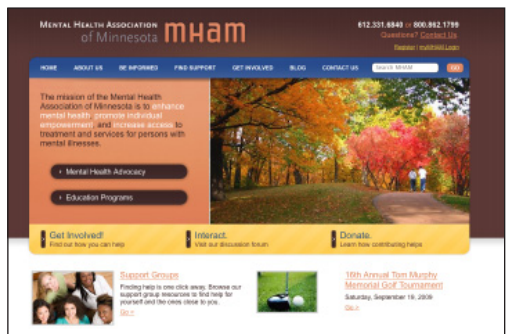 MENTAL HEALTH ASSOCIATION
of Minnesota
mHam
612.331.6840 or 800.862.1799
Questions? Contact Us
Register | myMHAM Login
HOME ABOUT US BE INFORMED FIND SUPPORT GET INVOLVED BLOG CONTACT US Search MHAM GO
The mission of the Mental Health
Association of Minnesota is to enhance
mental health, promote individual
empowerment, and increase access to
treatment and services for persons with
mental illnesses.
› Mental Health Advocacy
› Education Programs
Get Involved!
Find out how you can help
Interact.
Visit our discussion forum
Donate.
Learn how contributing helps
Support Groups
Finding help is one click away. Browse our
support group resources to find help for
yourself and the ones close to you.
Go »
16th Annual Tom Murphy
Memorial Golf Tournament
Saturday, September 19, 2009
Go »